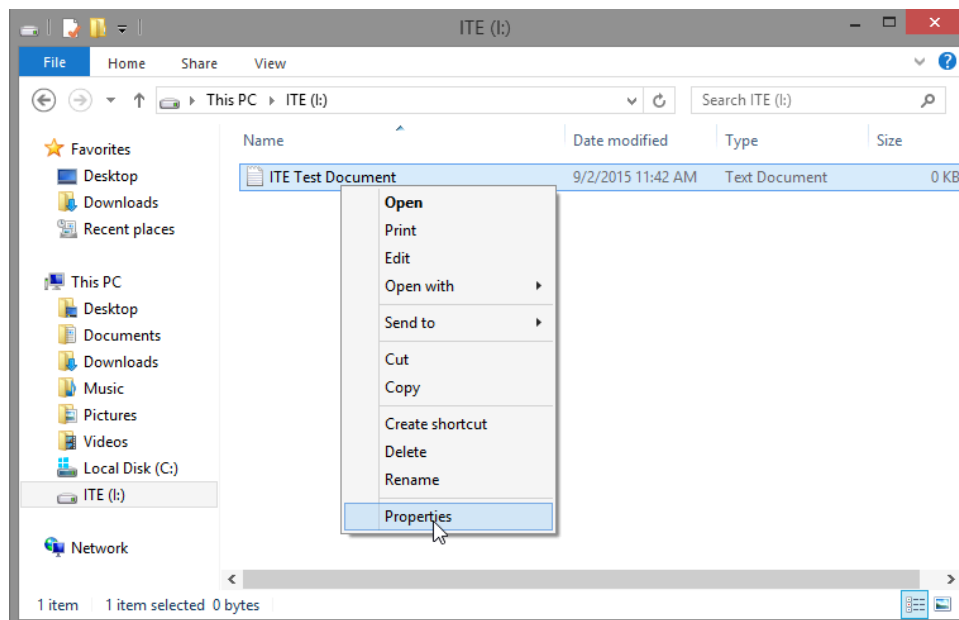 ITE (I:)
File Home Share View
This PC ITE (I:) Search ITE (I:)
Name Date modified Type Size
ITE Test Document 9/2/2015 11:42 AM Text Document 0 KB
Favorites
Desktop
Downloads
Recent places
This PC
Desktop
Documents
Downloads
Music
Pictures
Videos
Local Disk (C:)
ITE (I:)
Network
Open
Print
Edit
Open with
Send to
Cut
Copy
Create shortcut
Delete
Rename
Properties
1 item 1 item selected 0 bytes